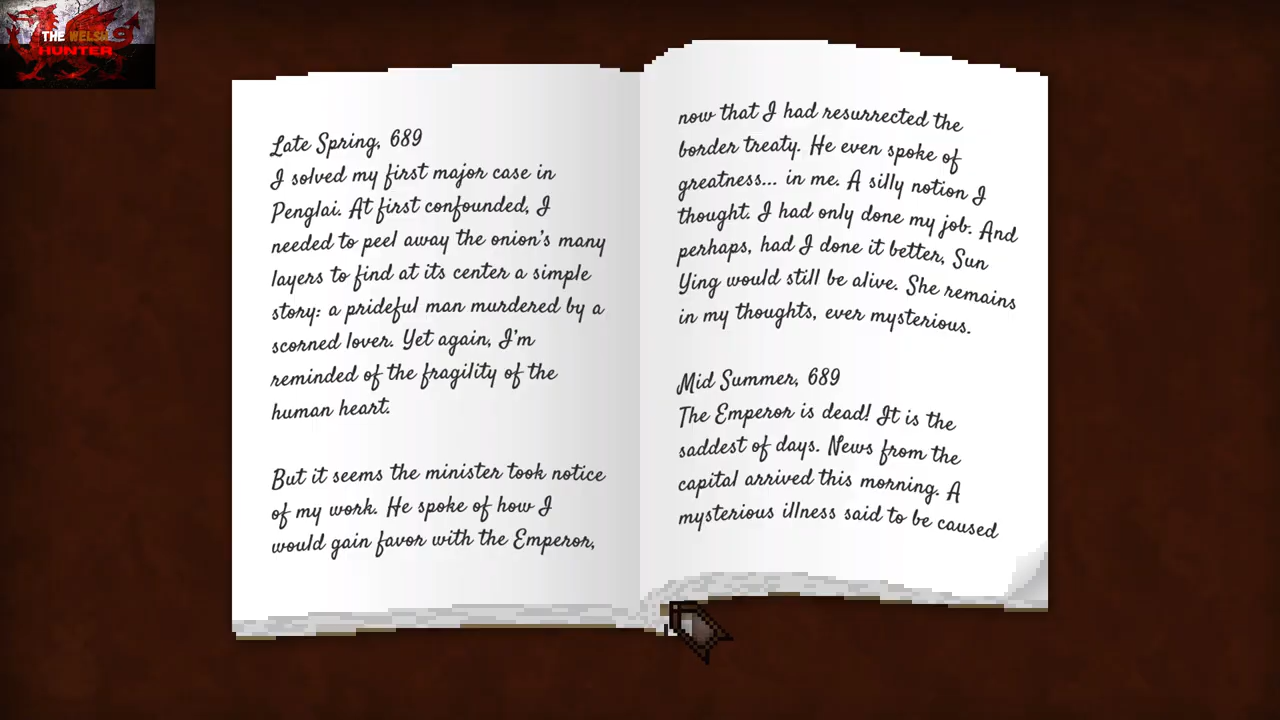 THE WELSH
HUNTER
Late Spring, 689
I solved my first major case in
Penglai. At first confounded, I
needed to peel away the onion's many
layers to find at its center a simple
story: a prideful man murdered by a
scorned lover. Yet again, I'm
reminded of the fragility of the
human heart.
But it seems the minister took notice
of my work. He spoke of how I
would gain favor with the Emperor,
now that I had resurrected the
border treaty. He even spoke of
greatness... in me. A silly notion I
thought. I had only done my job. And
perhaps, had I done it better, Sun
Ying would still be alive. She remains
in my thoughts, ever mysterious.
Mid Summer, 689
The Emperor is dead! It is the
saddest of days. News from the
capital arrived this morning. A
mysterious illness said to be caused